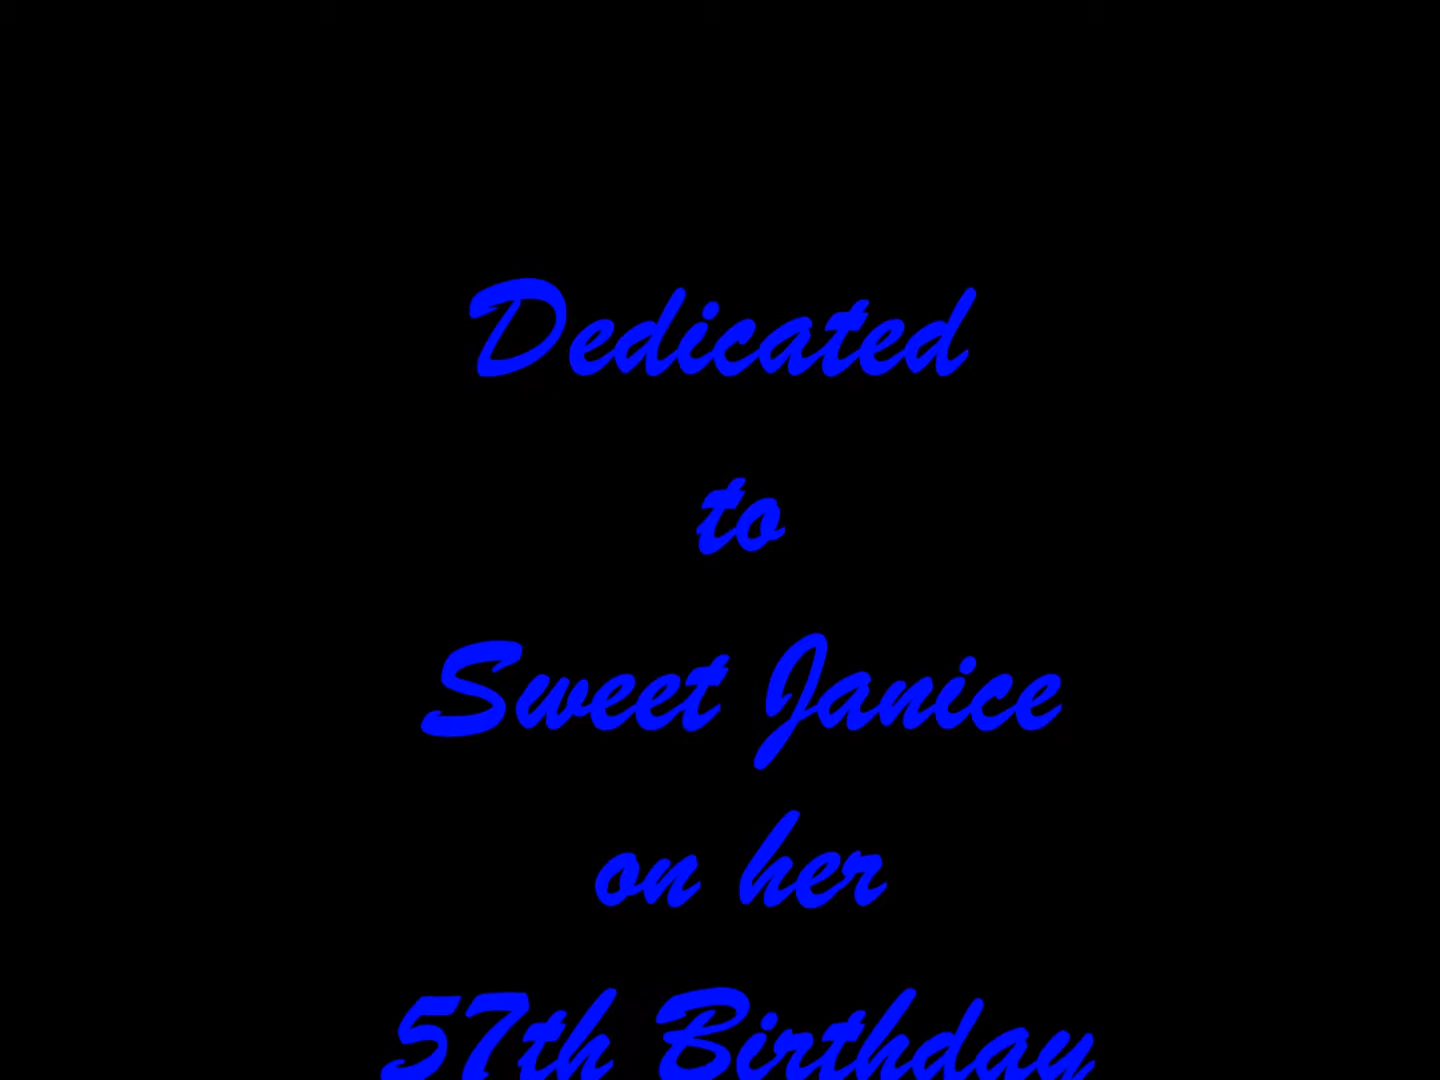 Dedicated
to
Sweet Janice
on her
57th Birthday